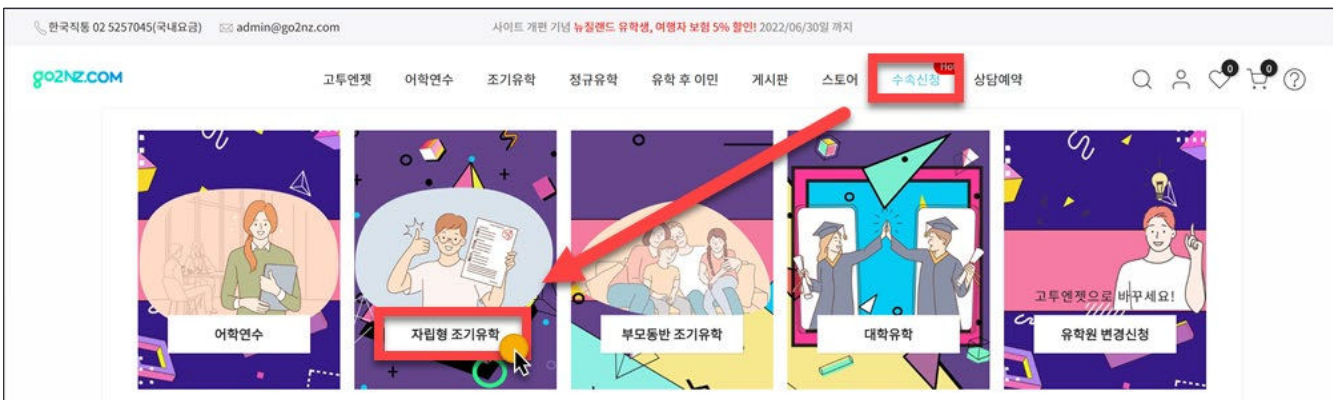 한국직통 02 5257045(국내요금) admin@go2nz.com 사이트 개편 기념 뉴질랜드 유학생, 여행자 보험 5% 할인! 2022/06/30일 까지
go2NZ.COM 고투엔젯 어학연수 조기유학 정규유학 유학 후 이민 게시판 스토어 수속신청 상담예약 0 0
고투엔젯으로 바꾸세요!
어학연수 자립형 조기유학 부모동반 조기유학 대학유학 유학원 변경신청